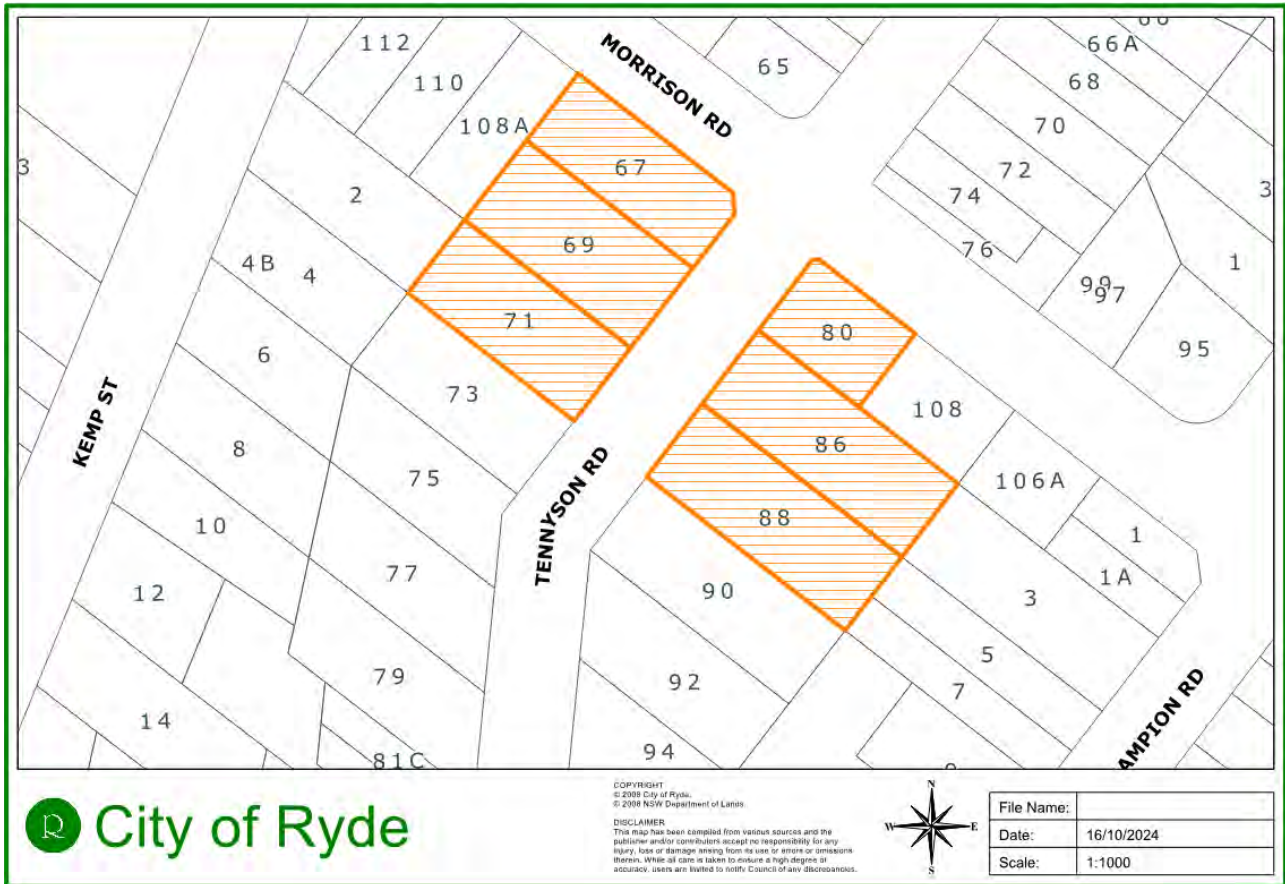 112
110
108A
MORRISON RD
65
66A
68
70
72
74
76
3
1
99
97
95
3
2
4B
4
6
8
10
12
14
KEMP ST
67
69
71
73
75
77
79
81C
TENNYSON RD
80
86
88
90
92
94
108
106A
1
1A
3
5
7
AMPION RD
City of Ryde
COPYRIGHT
© 2009 City of Ryde.
© 2009 NSW Department of Lands
DISCLAIMER
This map has been compiled from various sources and the
publisher and/or contributors accept no responsibility for any
injury, loss or damage arising from its use or errors or omissions
therein. While all care is taken to ensure a high degree of
accuracy, users are invited to notify Council of any discrepancies.
N
W
E
S
File Name:
Date: 16/10/2024
Scale: 1:1000